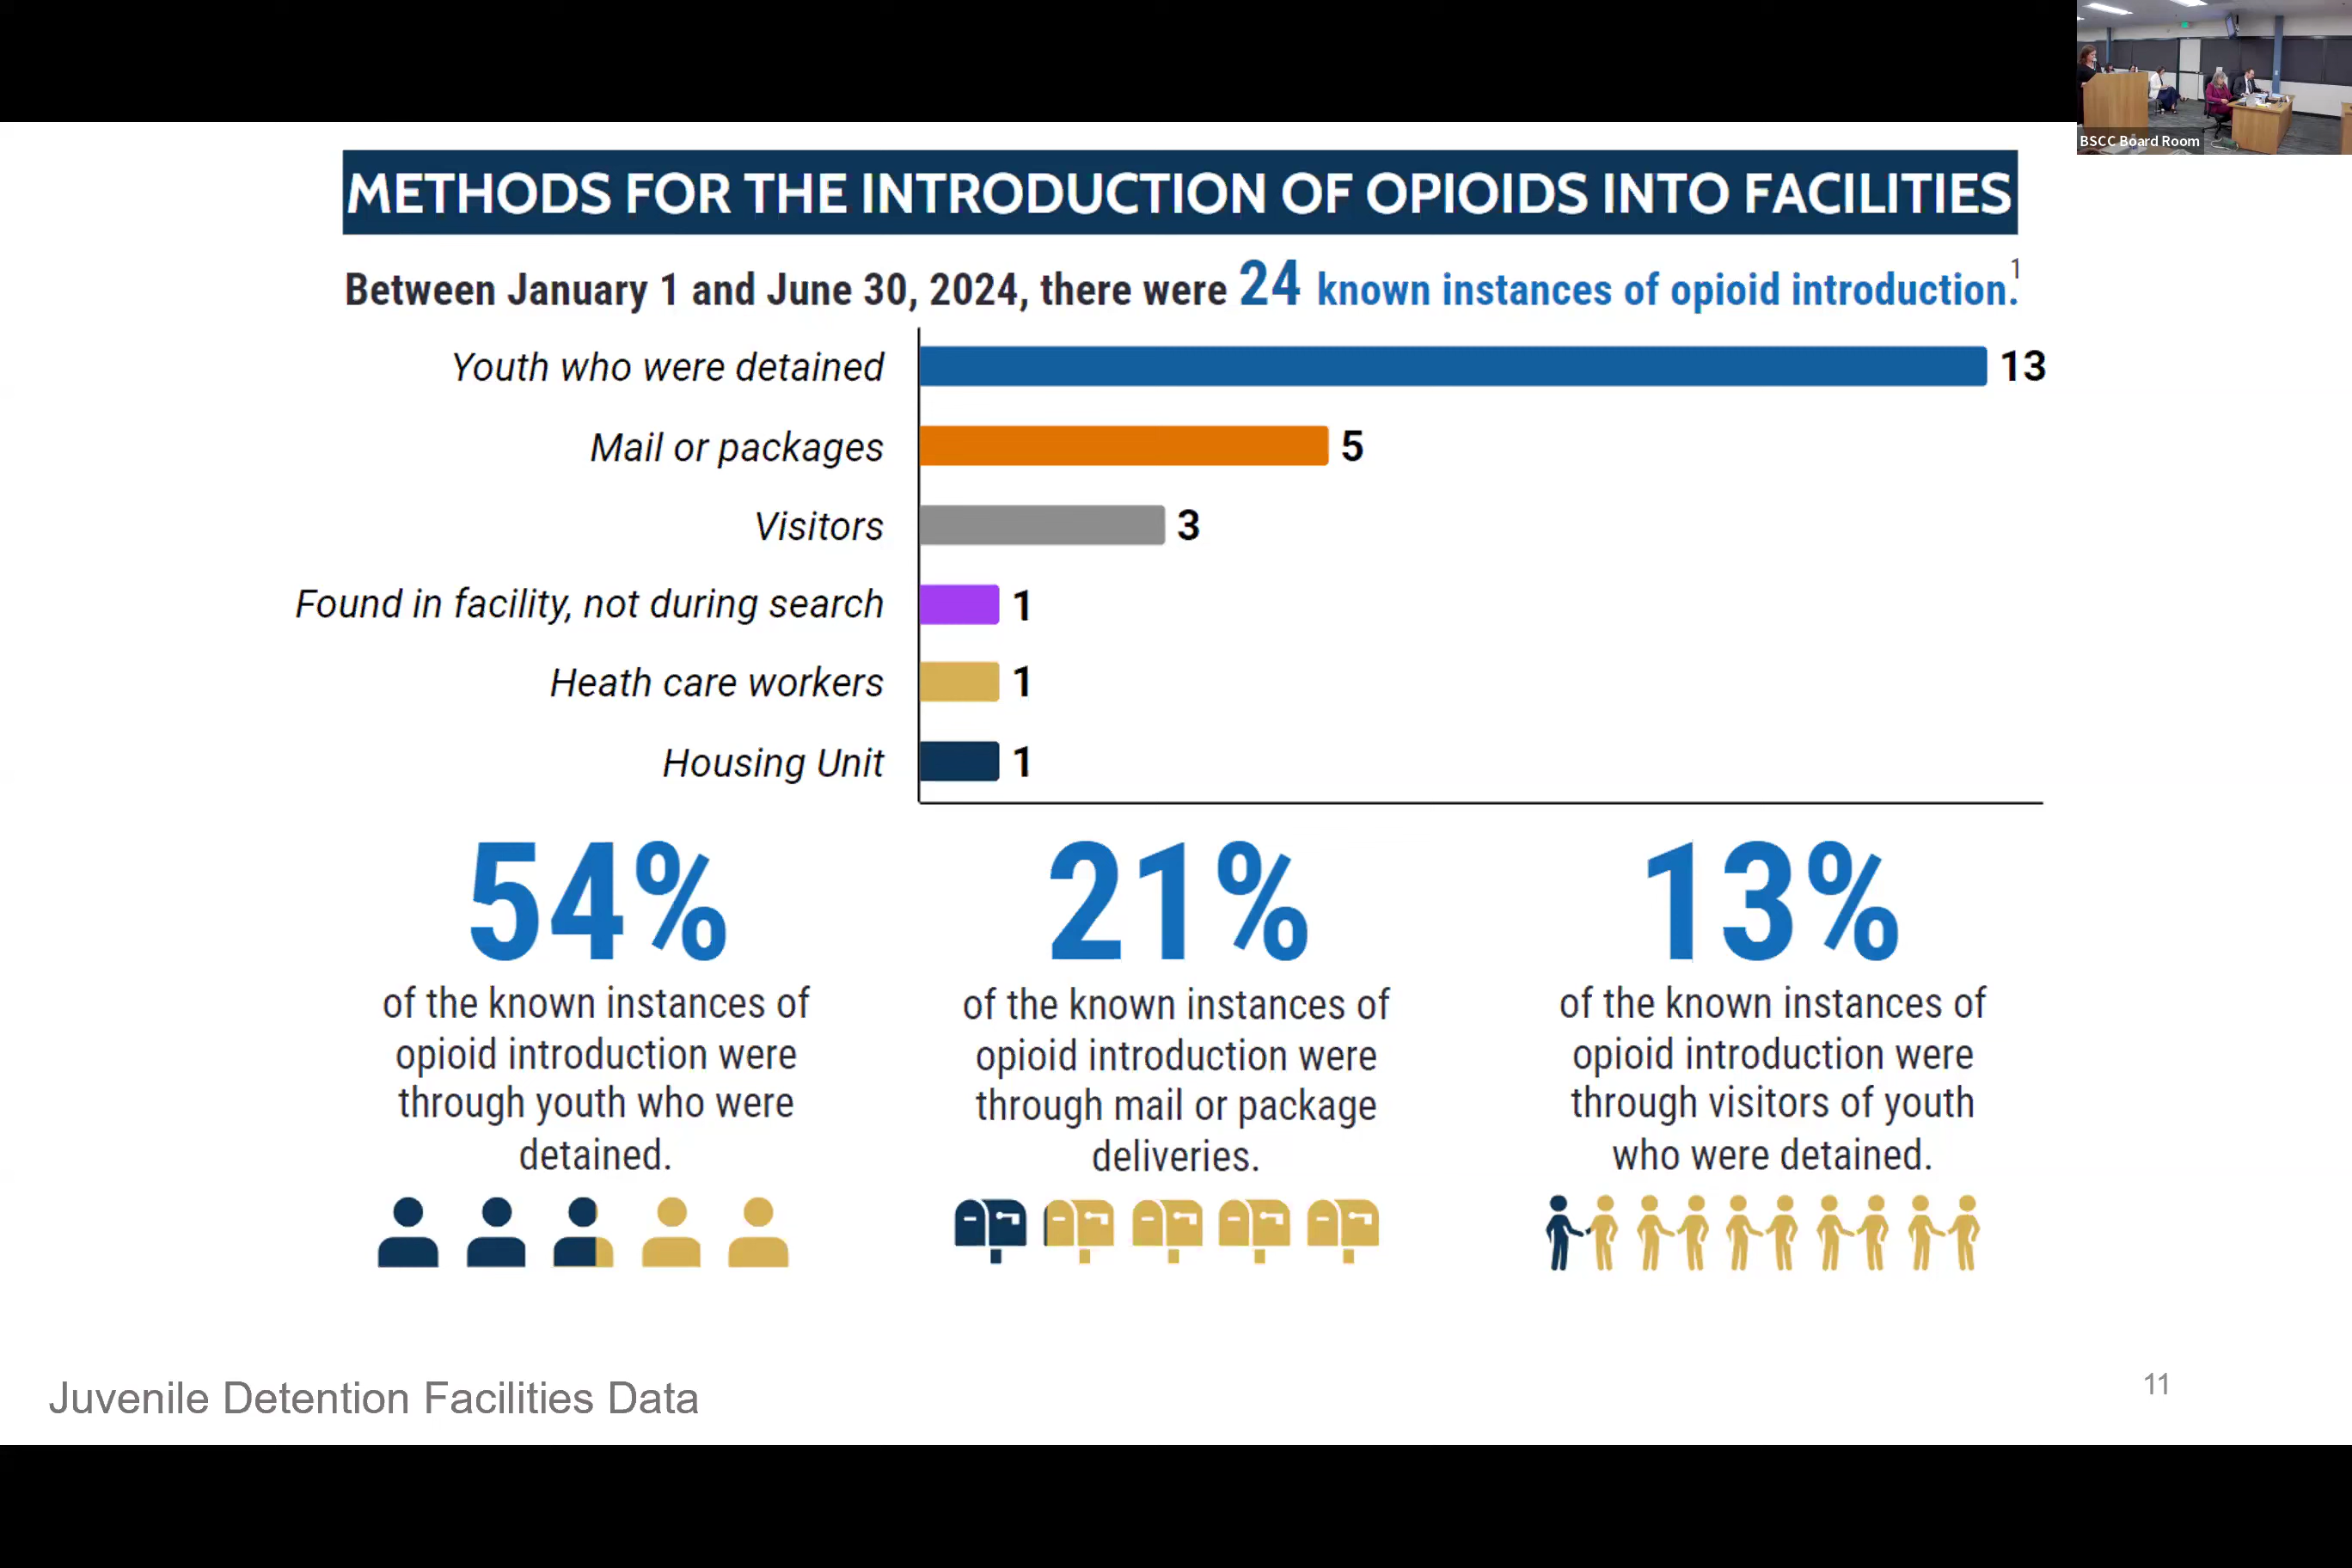 BSCC Board Room
METHODS FOR THE INTRODUCTION OF OPIOIDS INTO FACILITIES
Between January 1 and June 30, 2024, there were 24 known instances of opioid introduction.1
Youth who were detained 13
Mail or packages 5
Visitors 3
Found in facility, not during search 1
Heath care workers 1
Housing Unit 1
54%
of the known instances of
opioid introduction were
through youth who were
detained.
21%
of the known instances of
opioid introduction were
through mail or package
deliveries.
13%
of the known instances of
opioid introduction were
through visitors of youth
who were detained.
Juvenile Detention Facilities Data
11